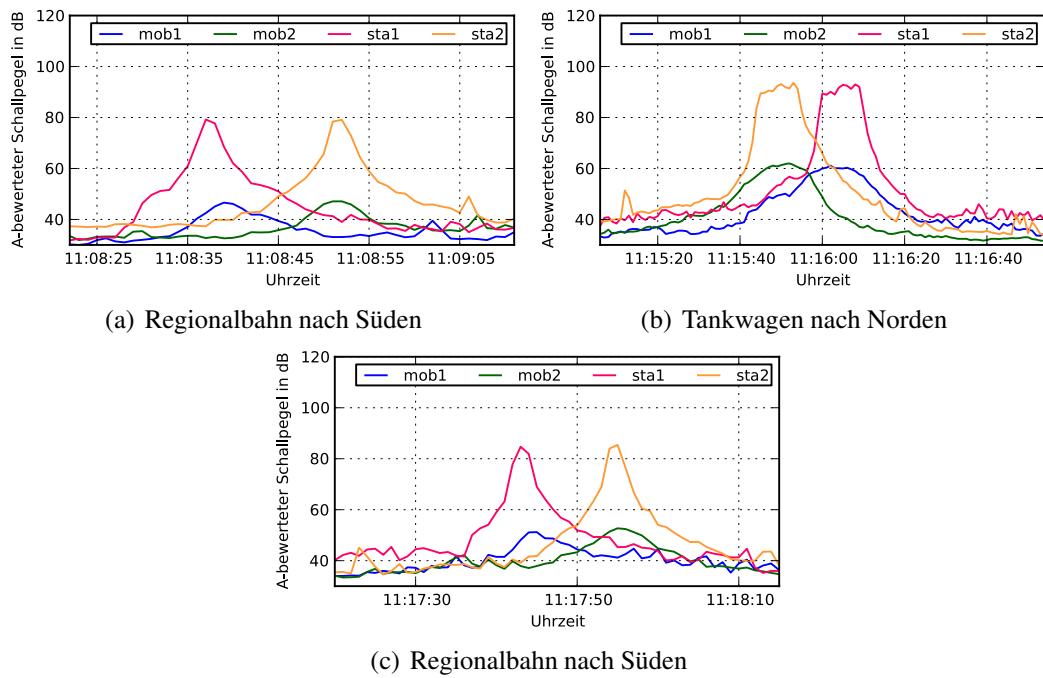 120
100
80
60
40
A-bewerteter Schallpegel in dB
mob1 mob2 sta1 sta2
11:08:25 11:08:35 11:08:45 11:08:55 11:09:05
Uhrzeit
(a) Regionalbahn nach Süden
120
100
80
60
40
A-bewerteter Schallpegel in dB
mob1 mob2 sta1 sta2
11:15:20 11:15:40 11:16:00 11:16:20 11:16:40
Uhrzeit
(b) Tankwagen nach Norden
120
100
80
60
40
A-bewerteter Schallpegel in dB
mob1 mob2 sta1 sta2
11:17:30 11:17:50 11:18:10
Uhrzeit
(c) Regionalbahn nach Süden